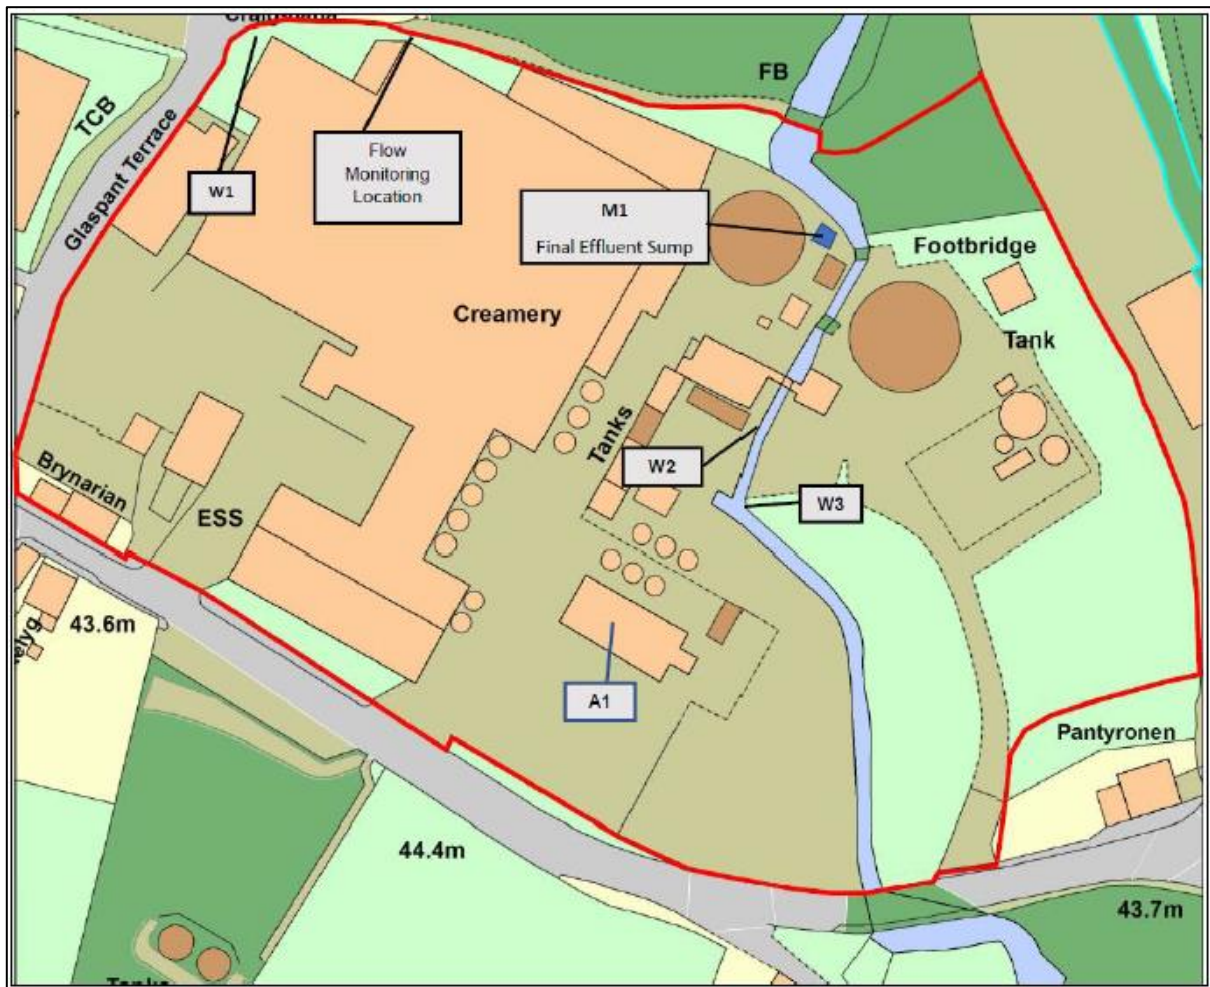 FB
TCB
Glaspant Terrace
W1
Flow
Monitoring
Location
M1
Final Effluent Sump
Footbridge
Creamery
Tank
Tanks
W2
W3
Brynarian
ESS
43.6m
A1
Pantyronen
44.4m
43.7m
Tanks